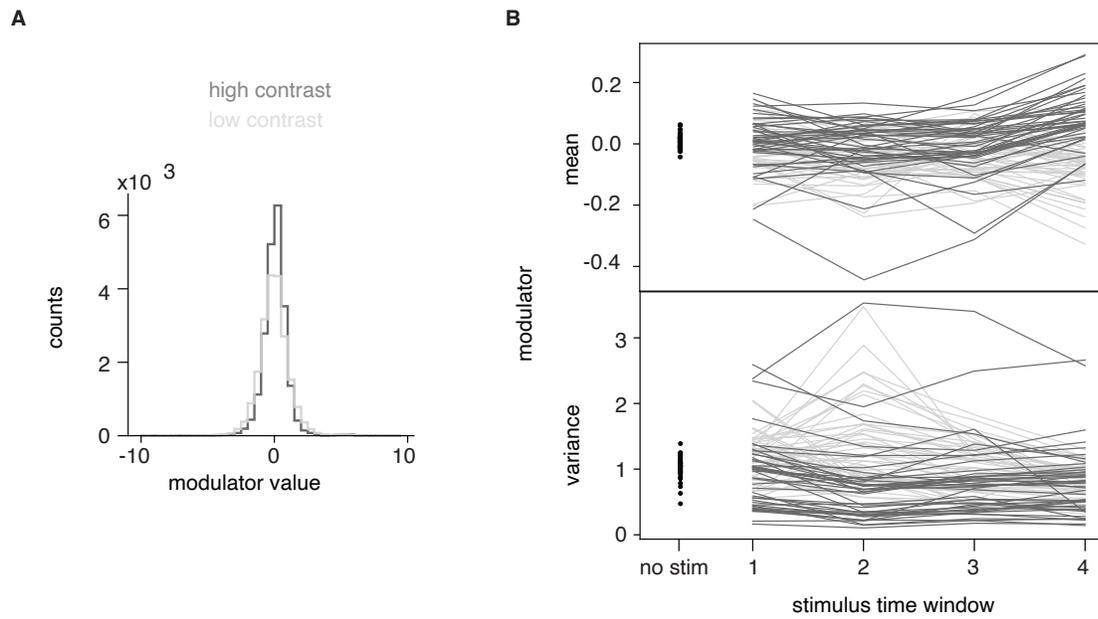 A
high contrast
low contrast
x10 3
6
4
2
0
counts
-10
0
10
modulator value
B
0.2
0.0
-0.2
-0.4
mean
modulator
3
2
1
0
variance
no stim
1
2
3
4
stimulus time window